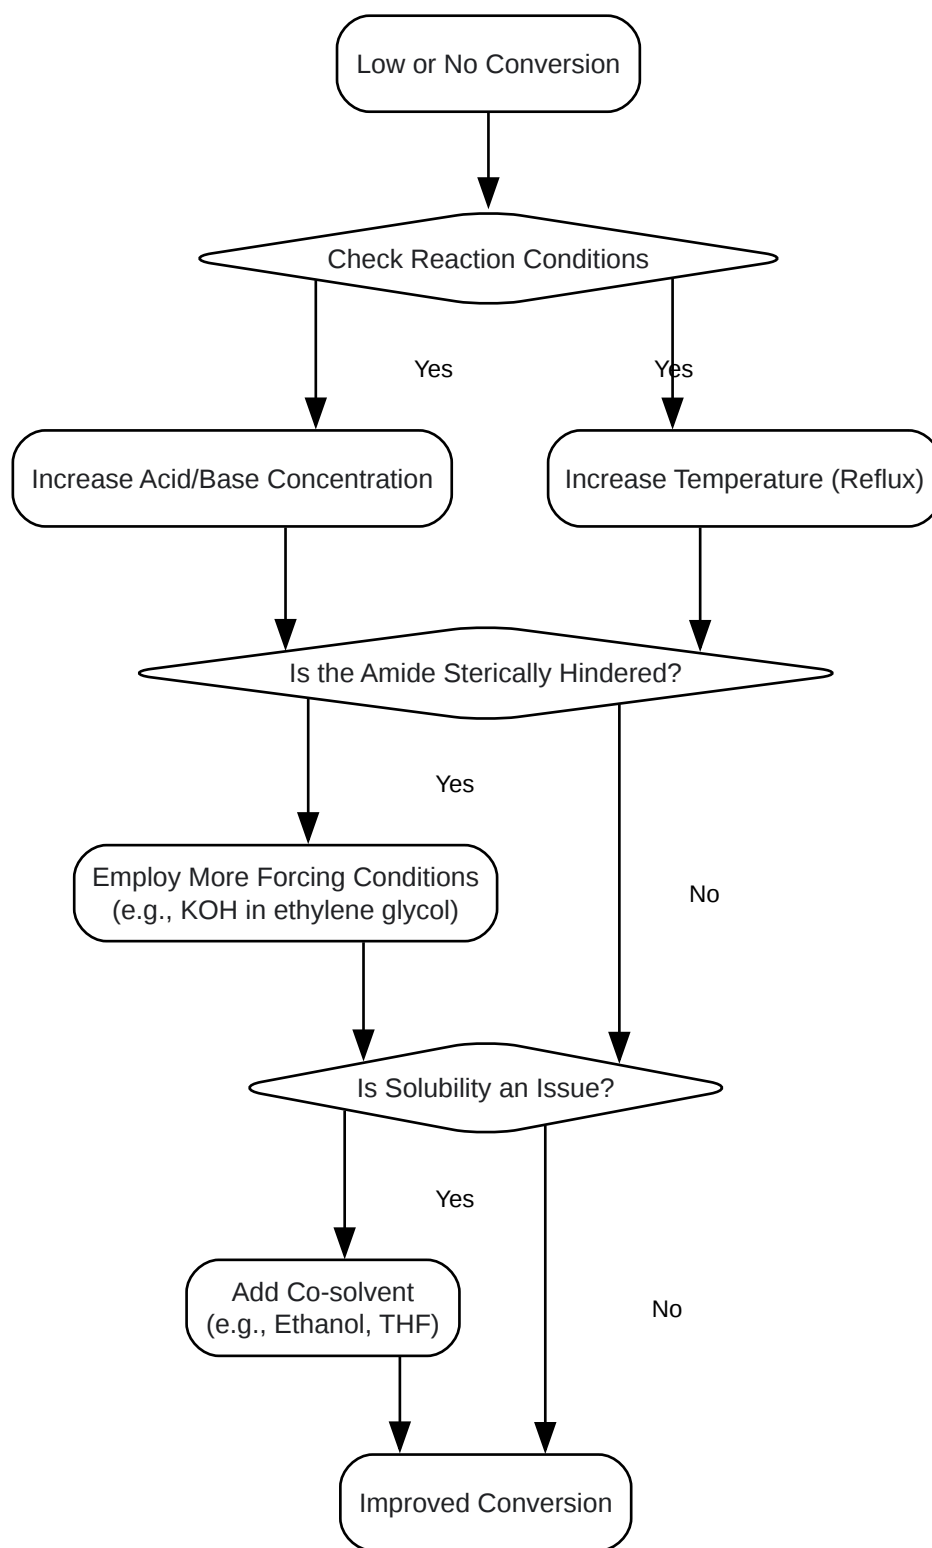 Low or No Conversion
Check Reaction Conditions
Yes
Yes
Increase Acid/Base Concentration
Increase Temperature (Reflux)
Is the Amide Sterically Hindered?
Yes
Employ More Forcing Conditions
(e.g., KOH in ethylene glycol)
No
Is Solubility an Issue?
Yes
Add Co-solvent
(e.g., Ethanol, THF)
No
Improved Conversion